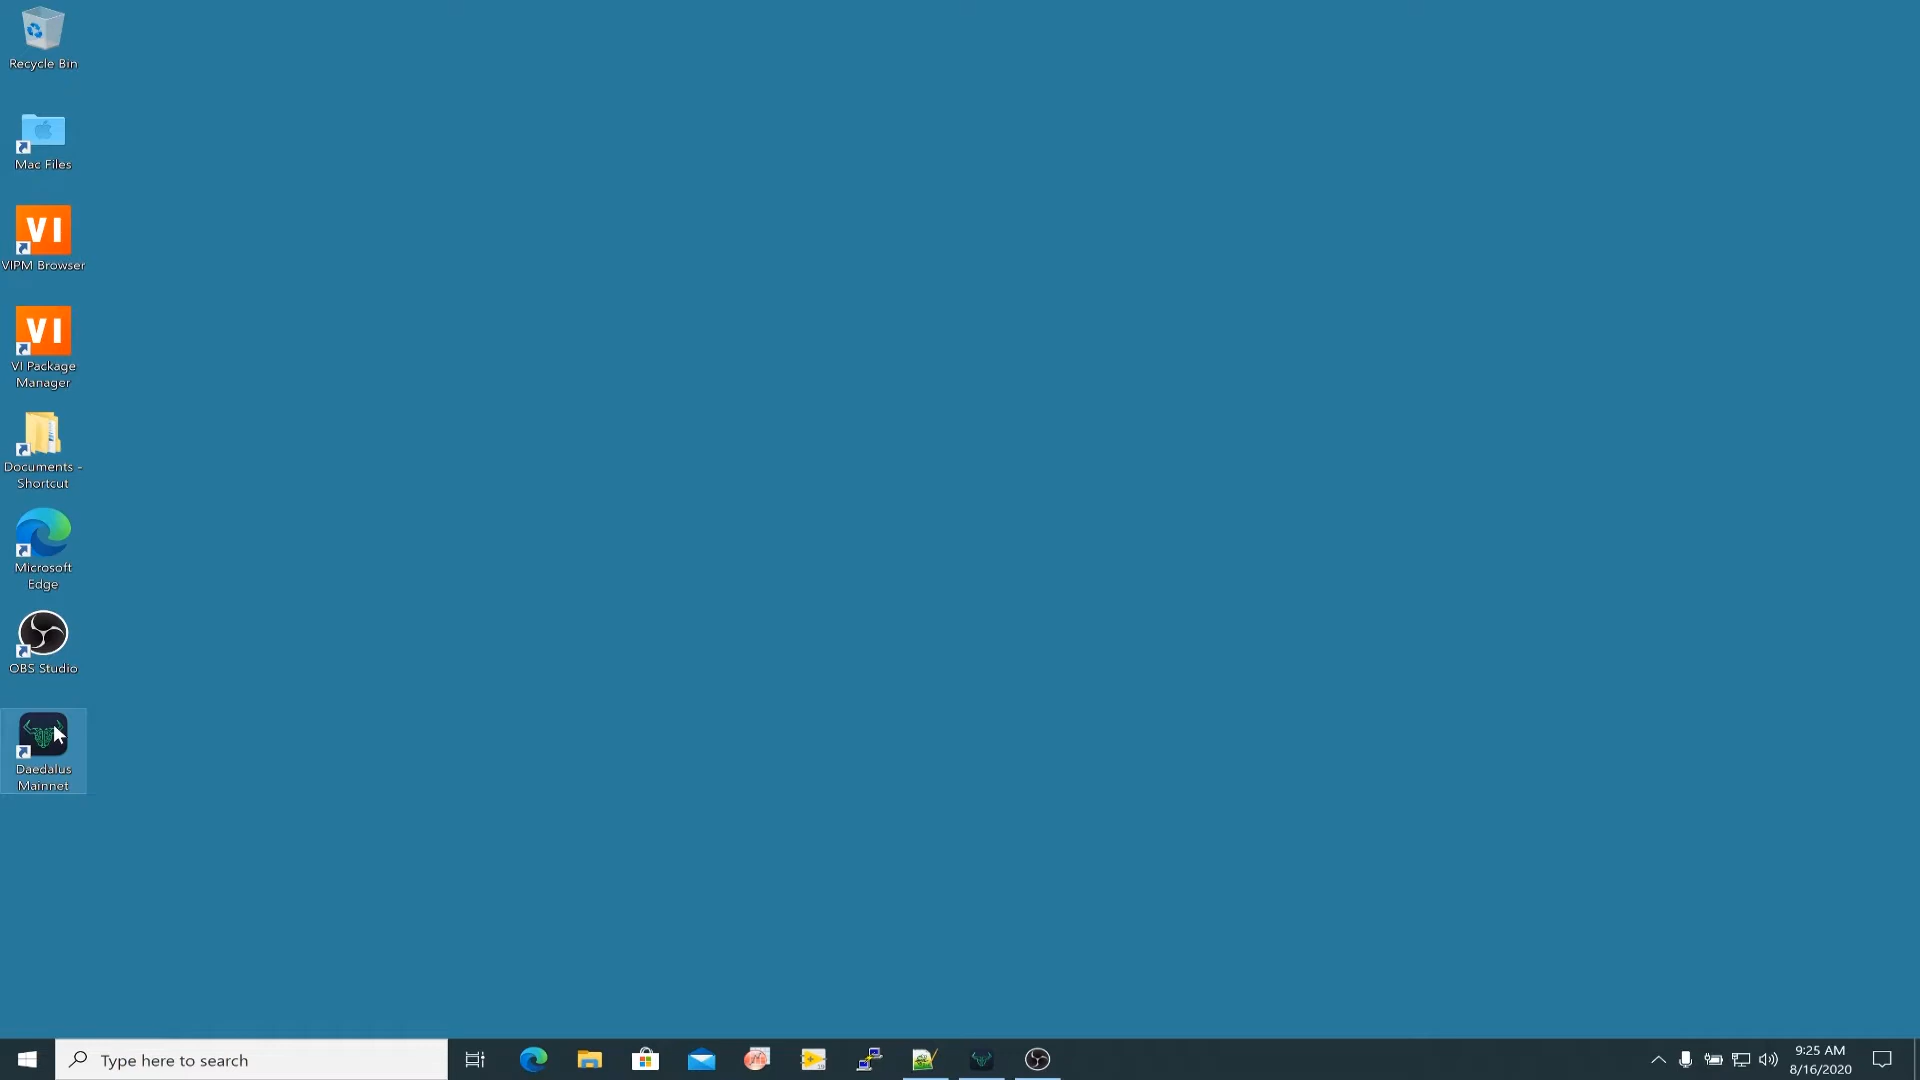 Recycle Bin
Mac Files
VI
VIPM Browser
VI
VI Package
Manager
Documents -
Shortcut
Microsoft
Edge
OBS Studio
Daedalus
Mainnet
Type here to search
9:25 AM
8/16/2020